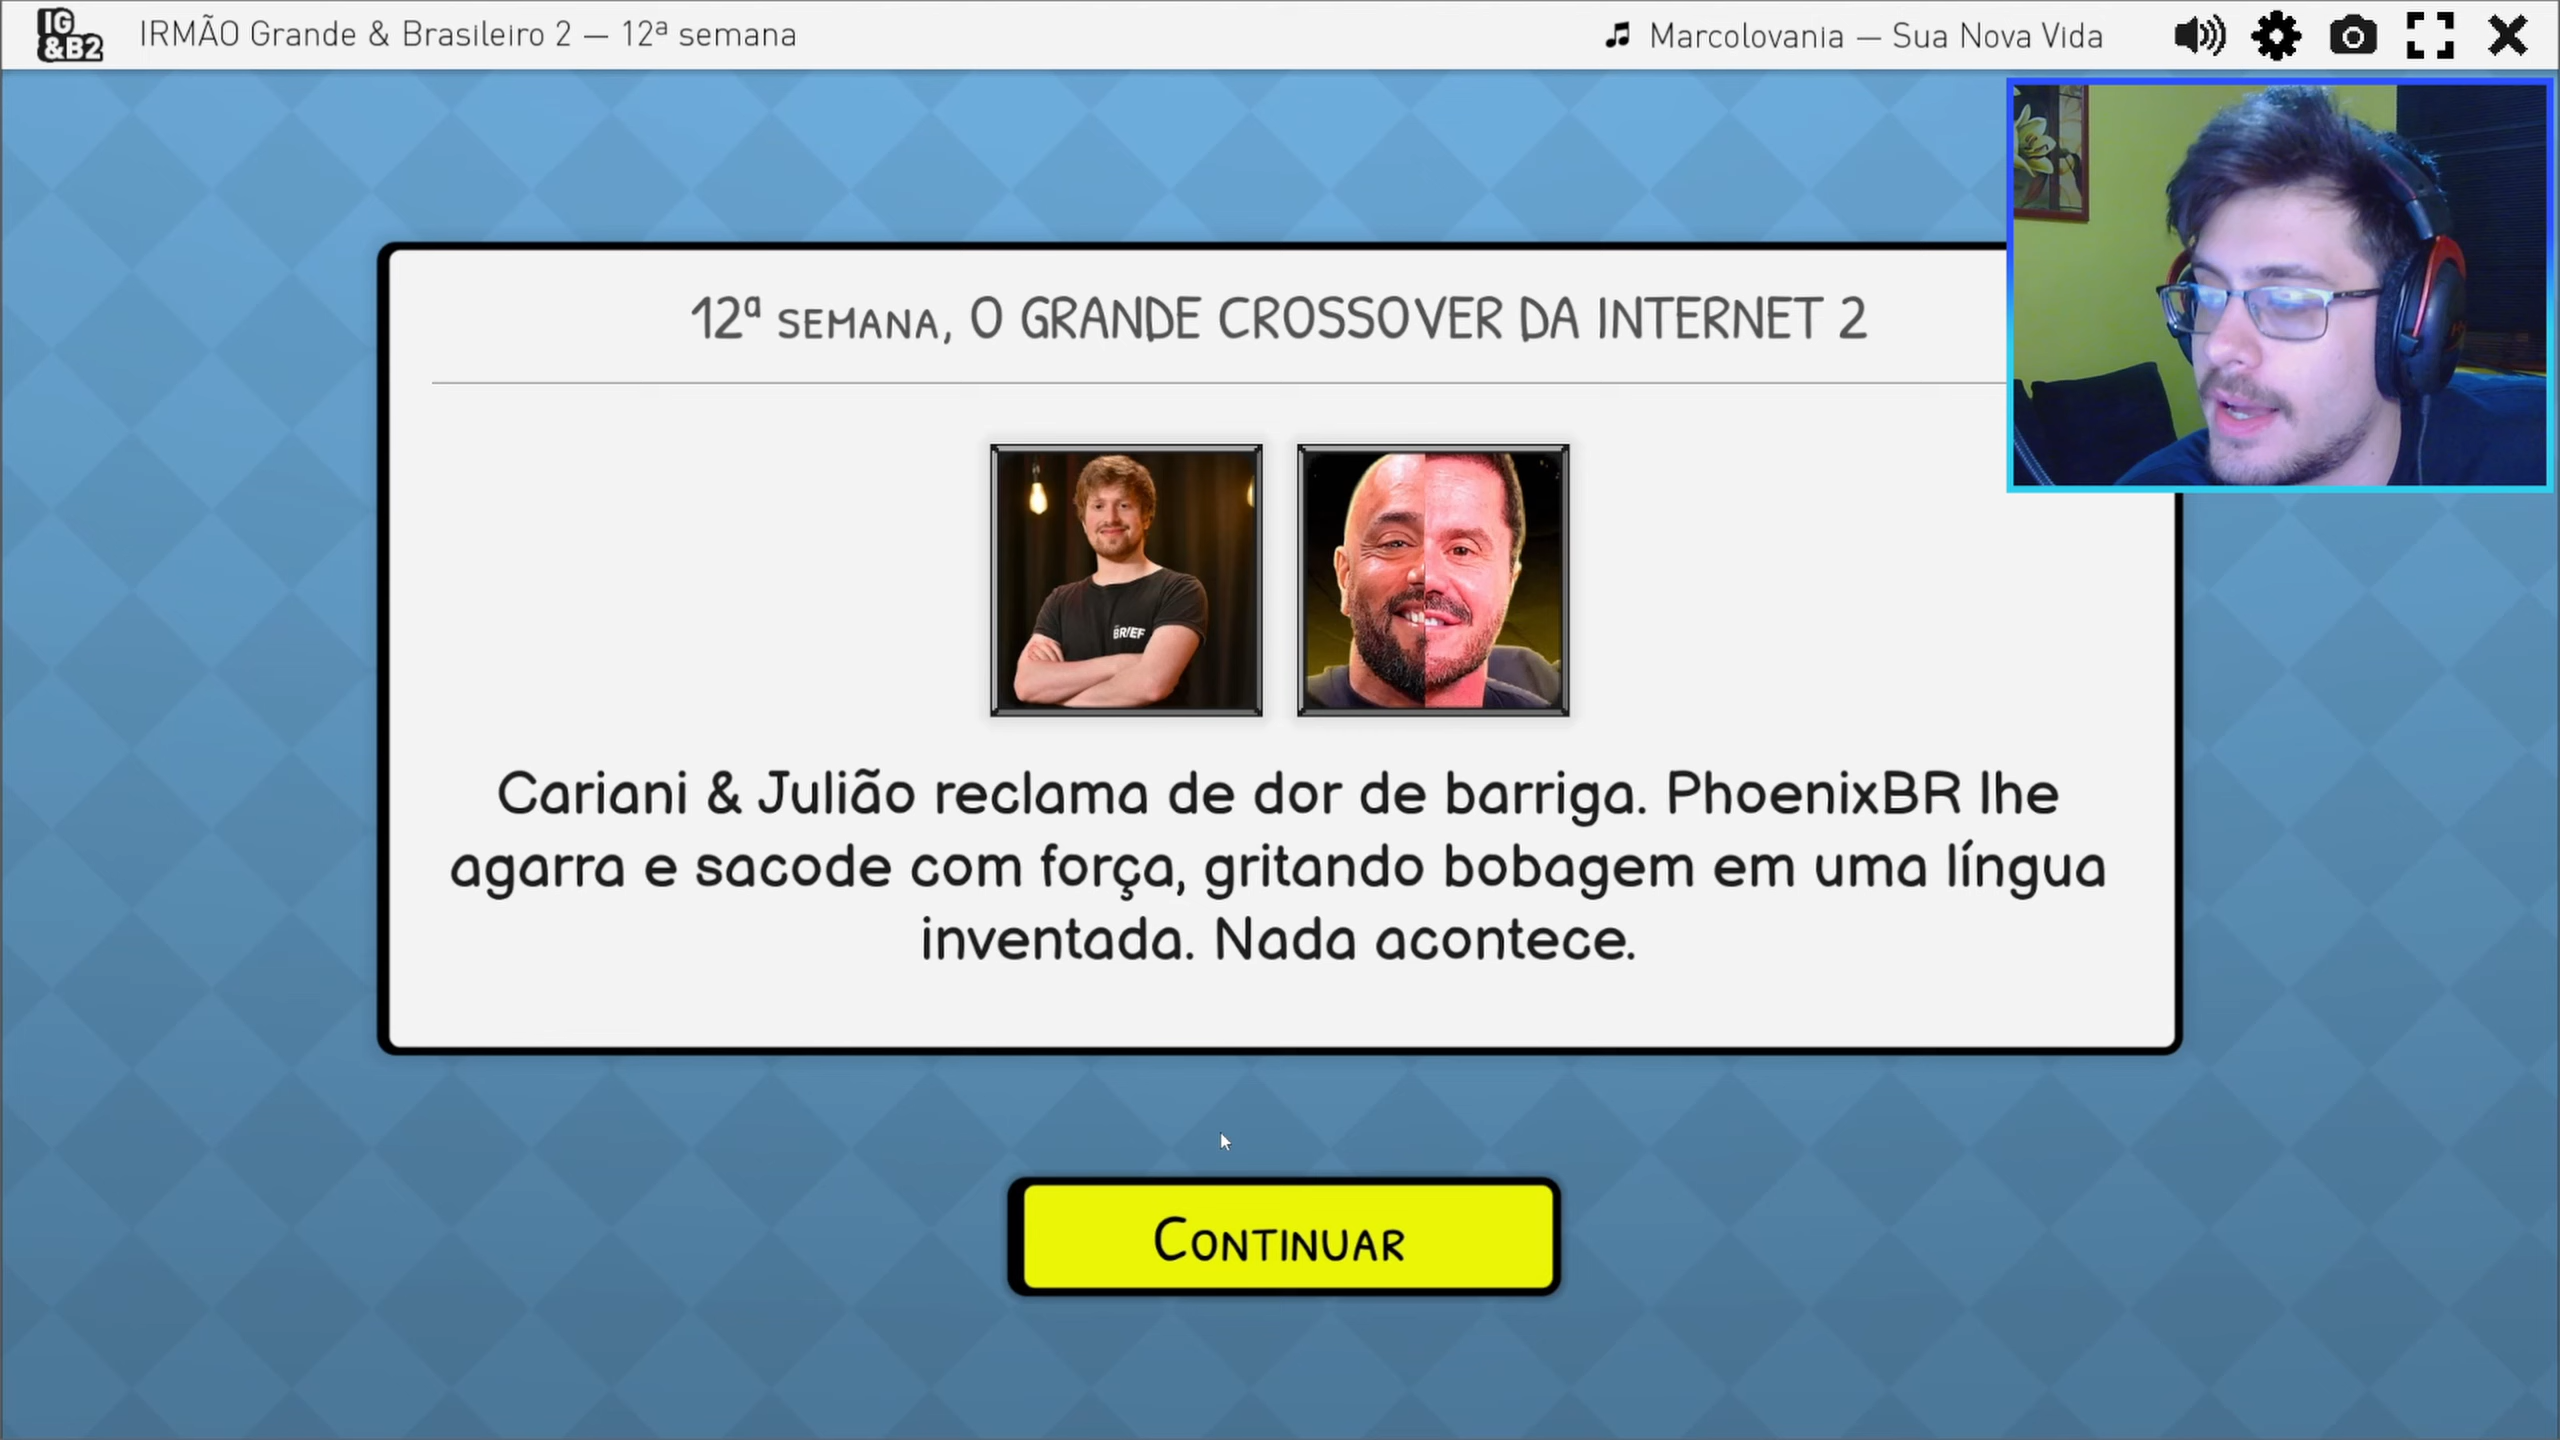 IG
&B2
IRMÃO Grande & Brasileiro 2 — 12ª semana
Marcolovania — Sua Nova Vida
12ª SEMANA, O GRANDE CROSSOVER DA INTERNET 2
BRIEF
Cariani & Julião reclama de dor de barriga. PhoenixBR lhe
agarra e sacode com força, gritando bobagem em uma língua
inventada. Nada acontece.
CONTINUAR